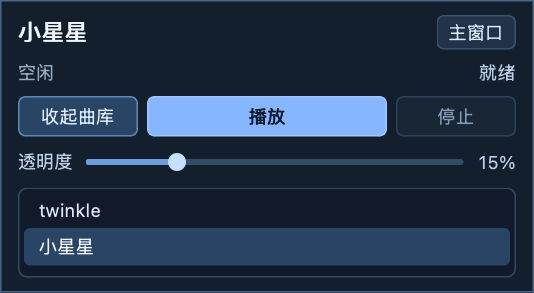 小星星 主窗口
空闲 就绪
收起曲库 播放 停止
透明度 15%
twinkle
小星星